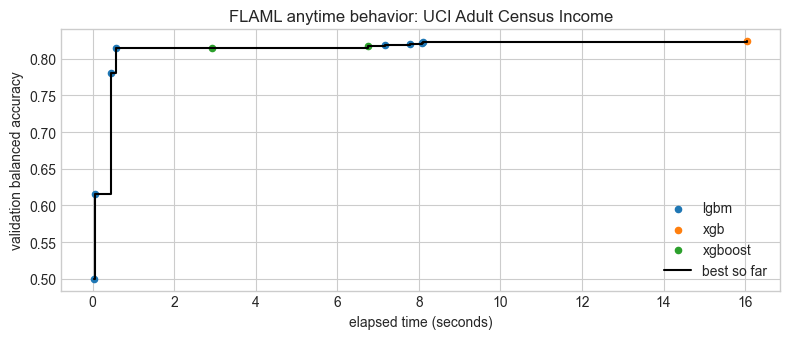 FLAML anytime behavior: UCI Adult Census Income
validation balanced accuracy
0.80
0.75
0.70
0.65
0.60
0.55
0.50
lgbm
xgb
xgboost
best so far
0 2 4 6 8 10 12 14 16
elapsed time (seconds)